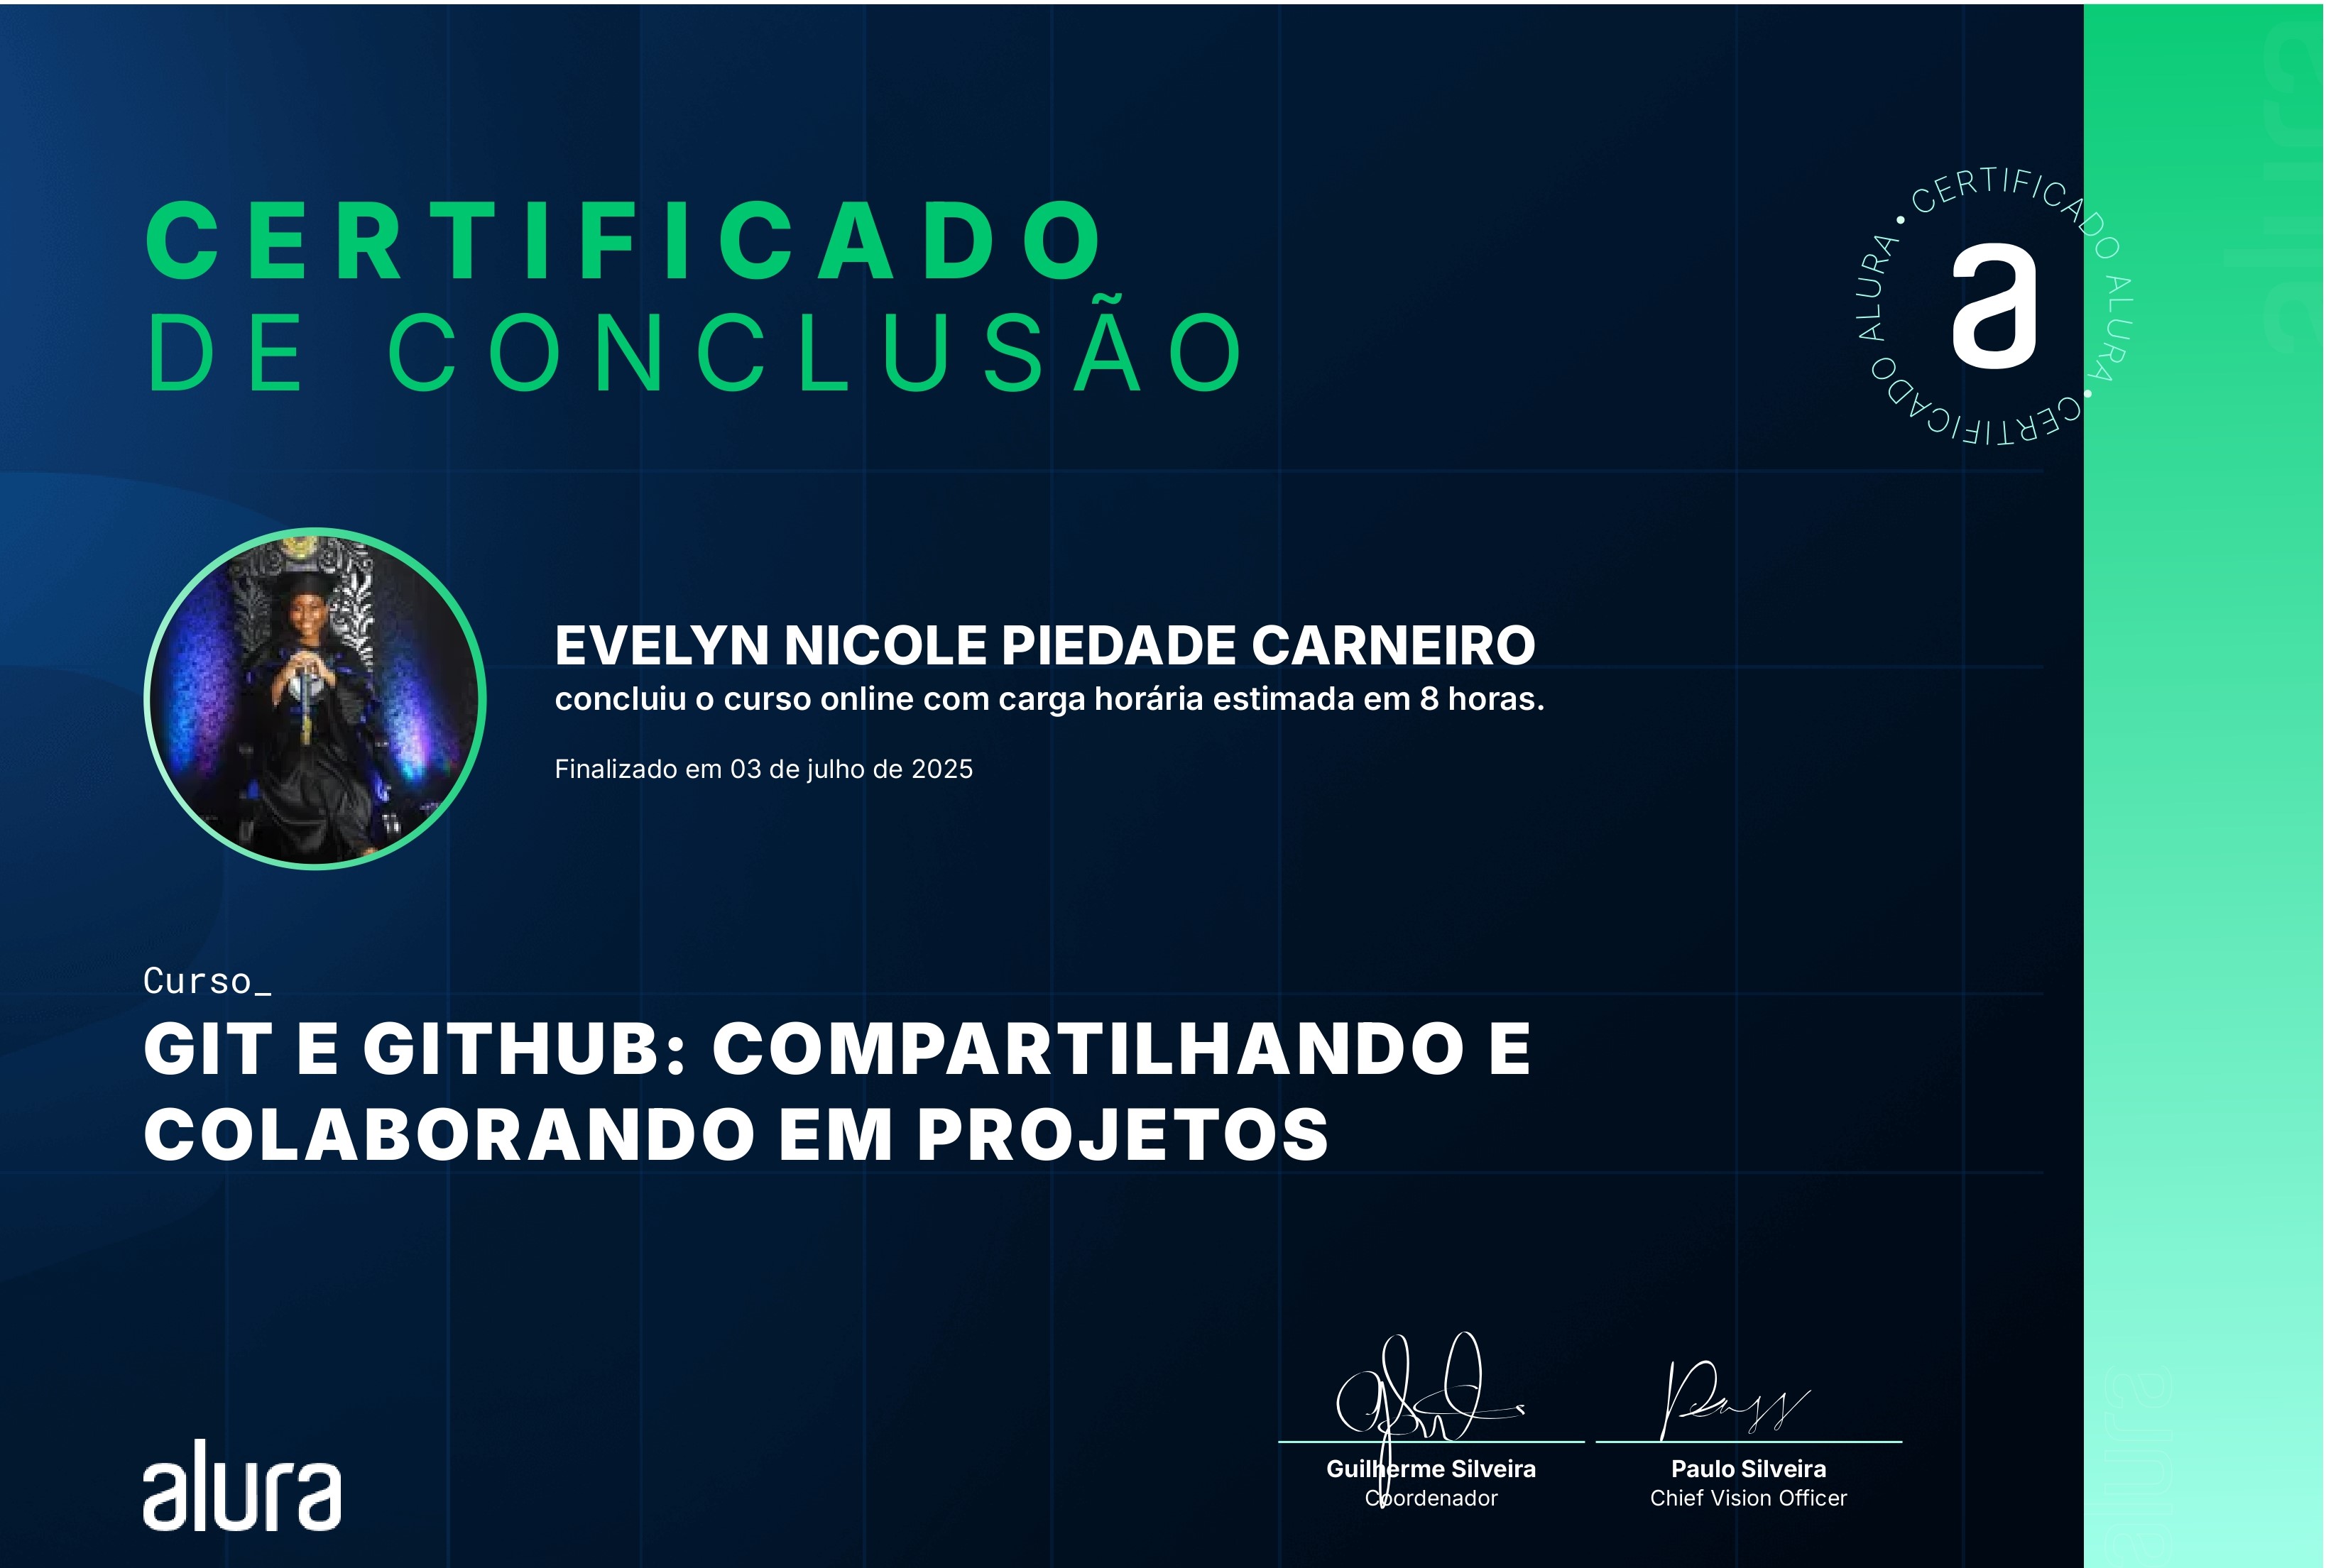 CERTIFICADO
DE CONCLUSÃO
CERTIFICADO ALURA • CERTIFICADO ALURA •
a
EVELYN NICOLE PIEDADE CARNEIRO
concluiu o curso online com carga horária estimada em 8 horas.
Finalizado em 03 de julho de 2025
Curso_
GIT E GITHUB: COMPARTILHANDO E
COLABORANDO EM PROJETOS
Guilherme Silveira
Coordenador
Paulo Silveira
Chief Vision Officer
alura
alura
alura